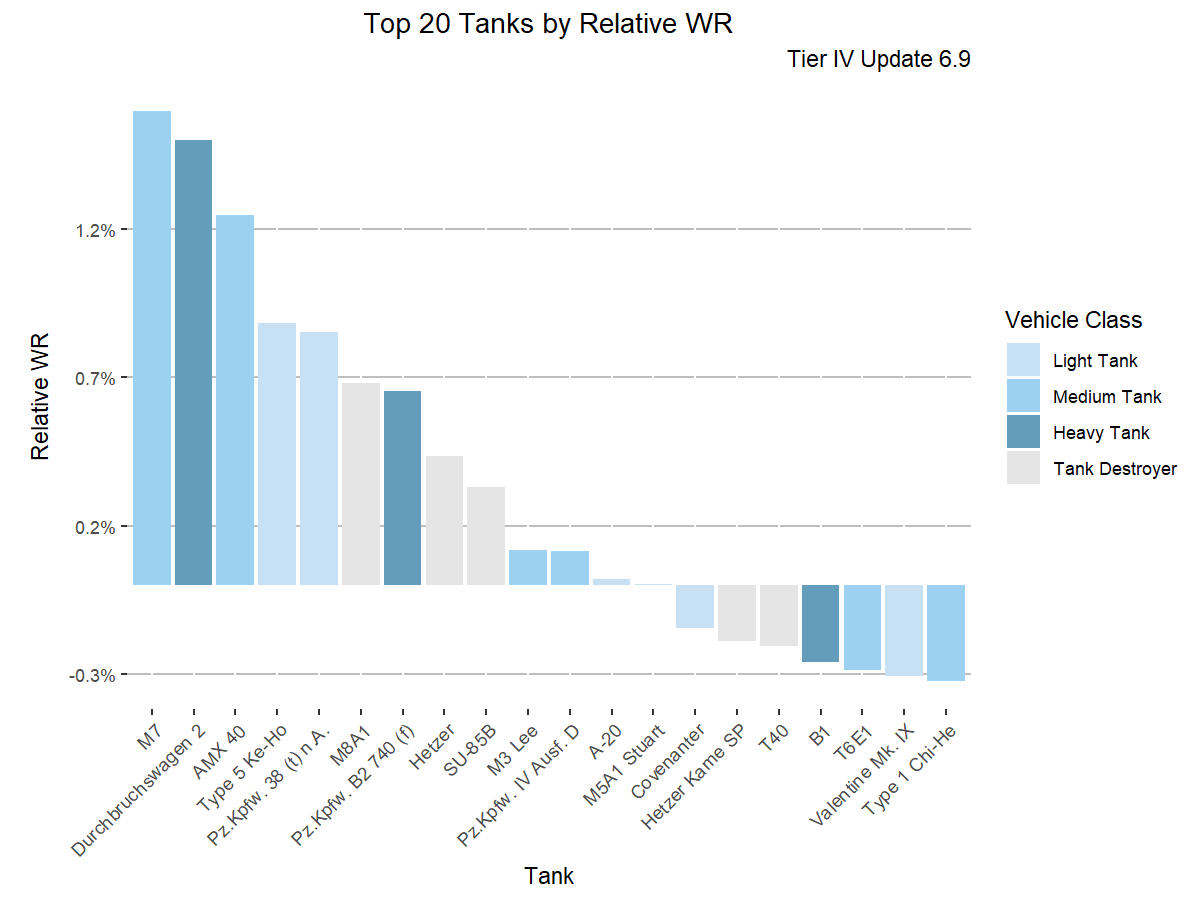 Top 20 Tanks by Relative WR
Tier IV Update 6.9
Relative WR
1.2%
0.7%
0.2%
-0.3%
M7
Durchbruchswagen 2
AMX 40
Type 5 Ke-Ho
Pz.Kpfw. 38 (t) n A.
M8A1
Pz.Kpfw. B2 740 (f)
Hetzer
SU-85B
M3 Lee
Pz.Kpfw. IV Ausf. D
A-20
M5A1 Stuart
Covenanter
Hetzer Kame SP
T40
B1
T6E1
Valentine Mk. IX
Type 1 Chi-He
Tank
Vehicle Class
Light Tank
Medium Tank
Heavy Tank
Tank Destroyer